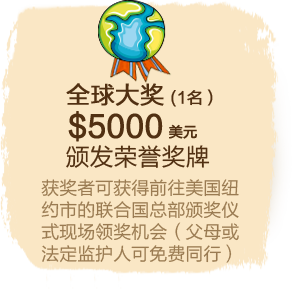 全球大奖 (1名)
$5000 美元
颁发荣誉奖牌
获奖者可获得前往美国纽
约市的联合国总部颁奖仪
式现场领奖机会（父母或
法定监护人可免费同行）